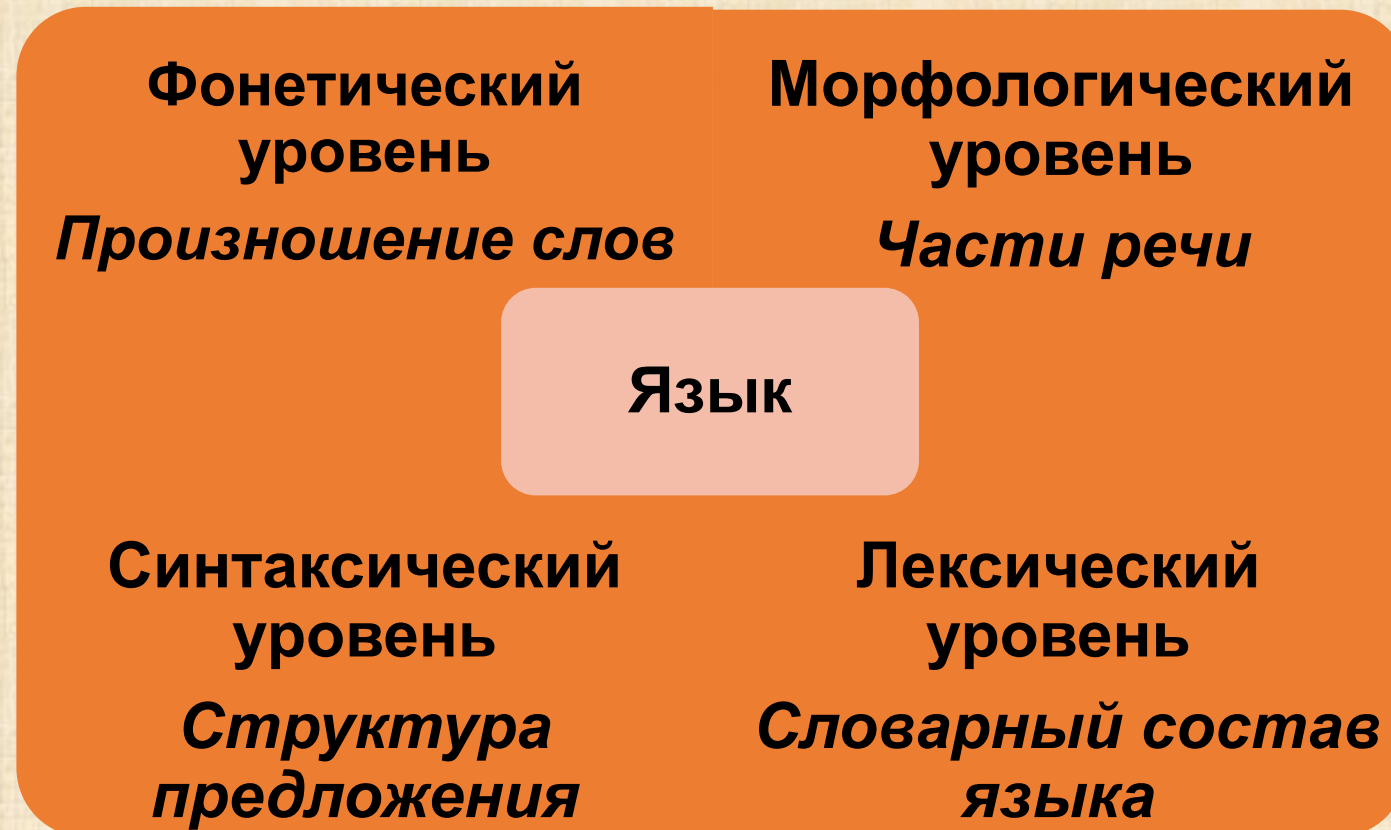 Фонетический
уровень
Произношение слов
Морфологический
уровень
Части речи
Язык
Синтаксический
уровень
Структура
предложения
Лексический
уровень
Словарный состав
языка